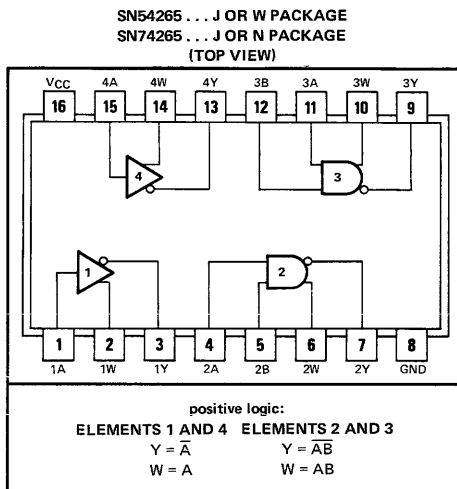 SN54265 . . . J OR W PACKAGE
SN74265 . . . J OR N PACKAGE
(TOP VIEW)
VCC 4A 4W 4Y 3B 3A 3W 3Y
16 15 14 13 12 11 10 9
4 3
1 2
1 2 3 4 5 6 7 8
1A 1W 1Y 2A 2B 2W 2Y GND
positive logic:
ELEMENTS 1 AND 4 ELEMENTS 2 AND 3
Y = A̅ Y = A̅B̅
W = A W = AB